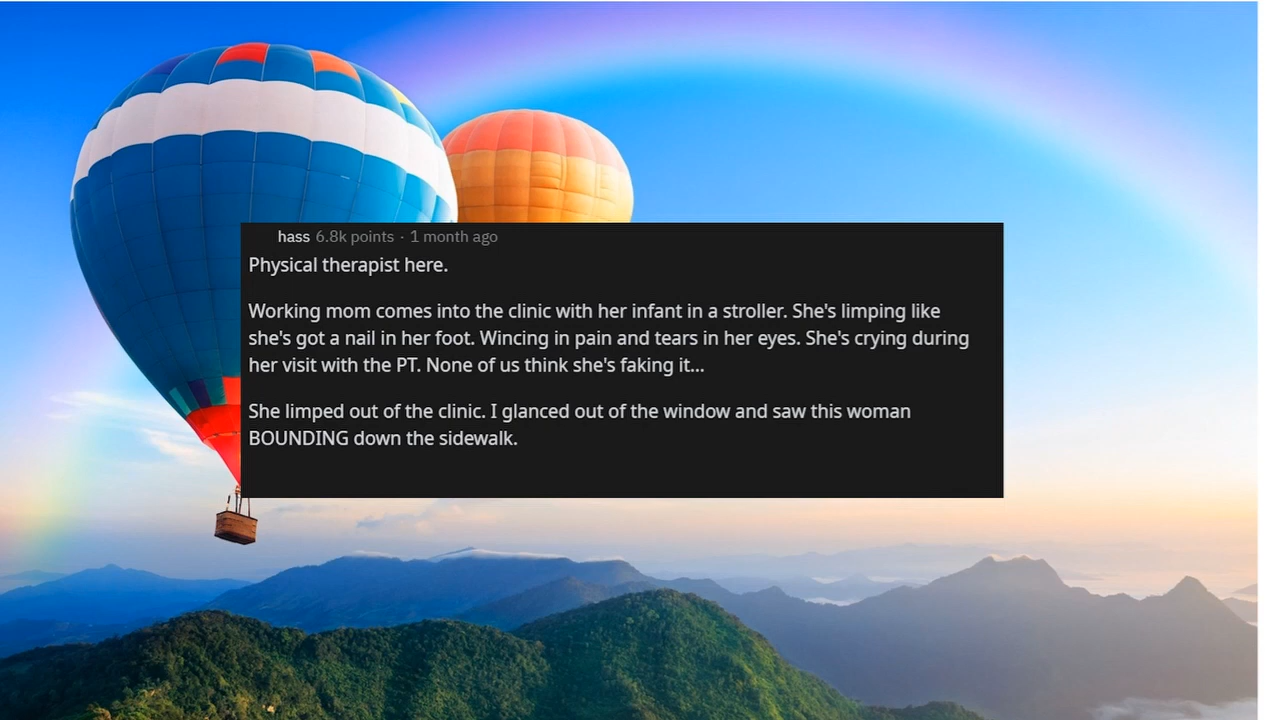 hass 6.8k points · 1 month ago
Physical therapist here.
Working mom comes into the clinic with her infant in a stroller. She's limping like
she's got a nail in her foot. Wincing in pain and tears in her eyes. She's crying during
her visit with the PT. None of us think she's faking it...
She limped out of the clinic. I glanced out of the window and saw this woman
BOUNDING down the sidewalk.